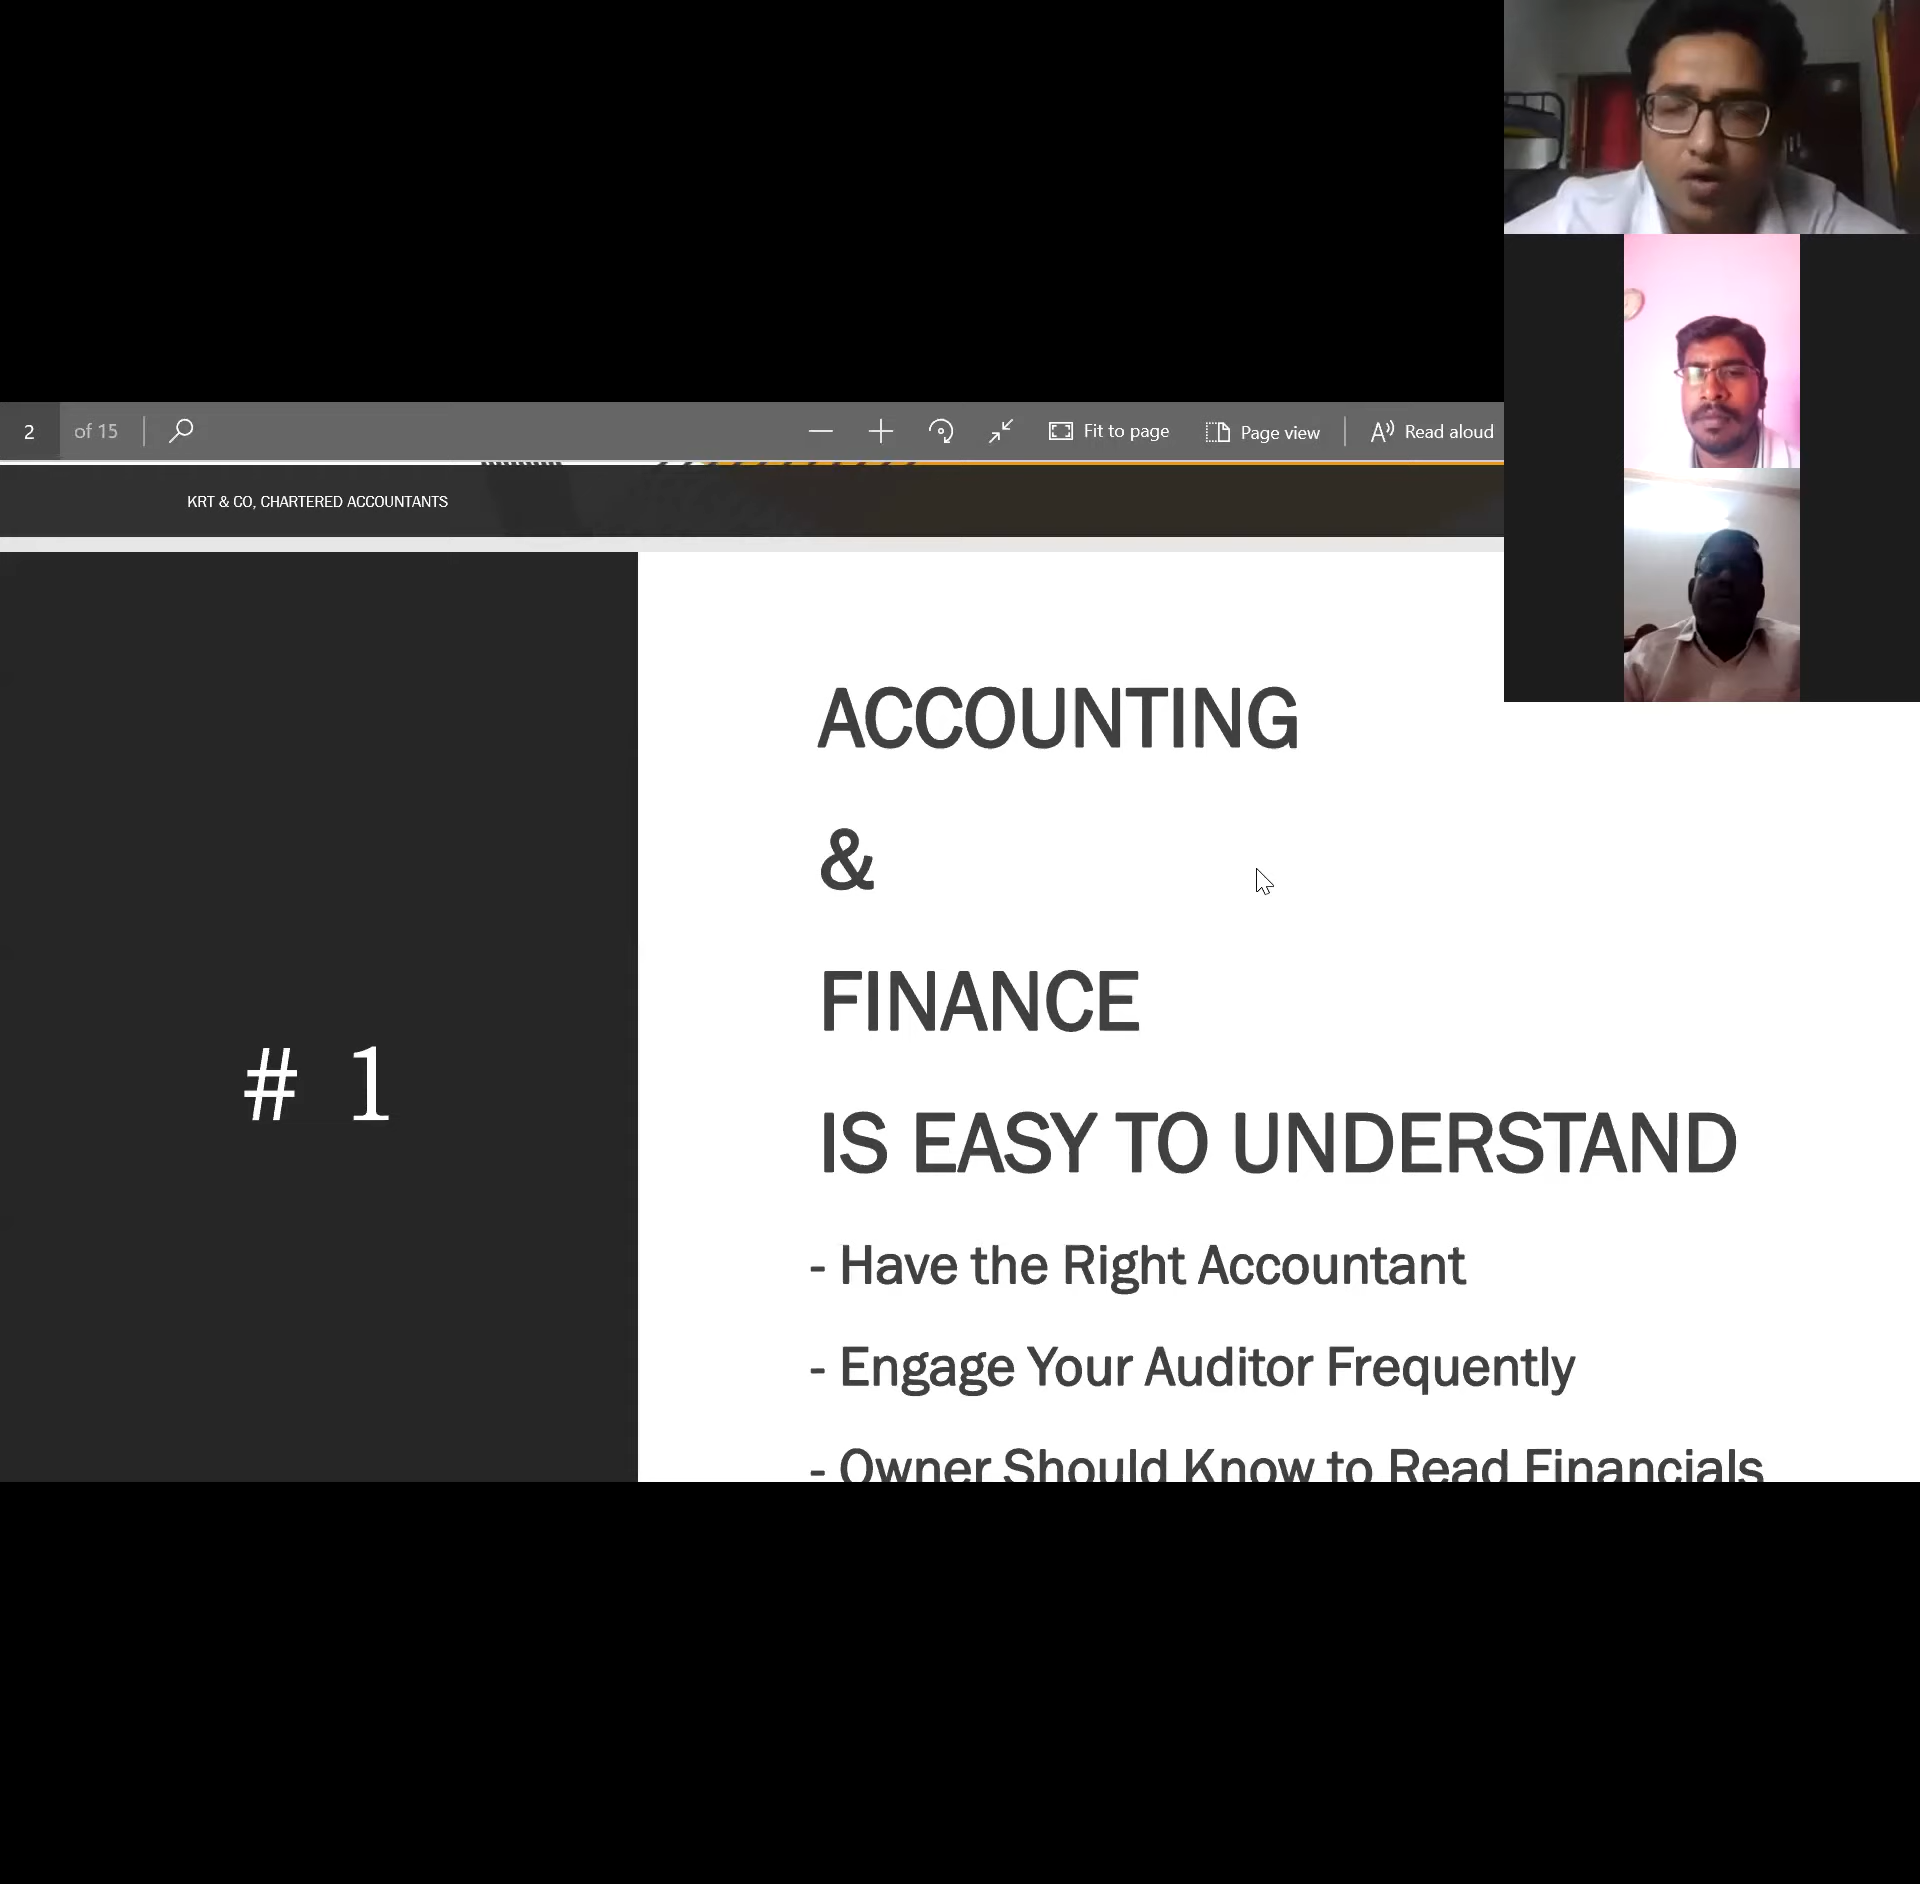 2 of 15 Fit to page Page view Read aloud
KRT & CO, CHARTERED ACCOUNTANTS
# 1
ACCOUNTING
&
FINANCE
IS EASY TO UNDERSTAND
- Have the Right Accountant
- Engage Your Auditor Frequently
- Owner Should Know to Read Financials